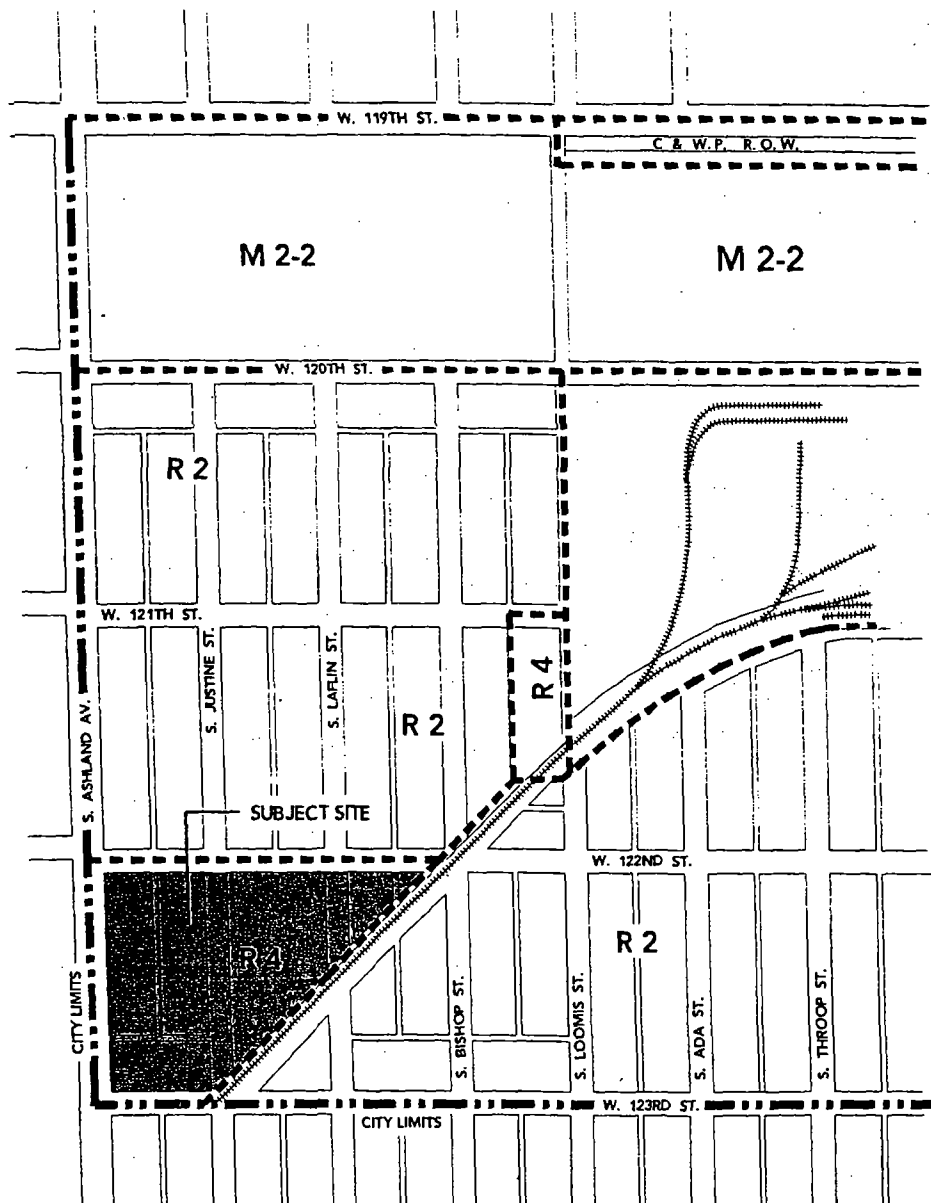 W. 119TH ST.
C & W.P. R.O.W.
M 2-2
M 2-2
W. 120TH ST.
R 2
W. 121TH ST.
S. JUSTINE ST.
S. LAFLIN ST.
R 4
R 2
S. ASHLAND AV.
SUBJECT SITE
W. 122ND ST.
R 4
R 2
CITY LIMITS
S. BISHOP ST.
S. LOOMIS ST.
S. ADA ST.
S. THROOP ST.
W. 123RD ST.
CITY LIMITS